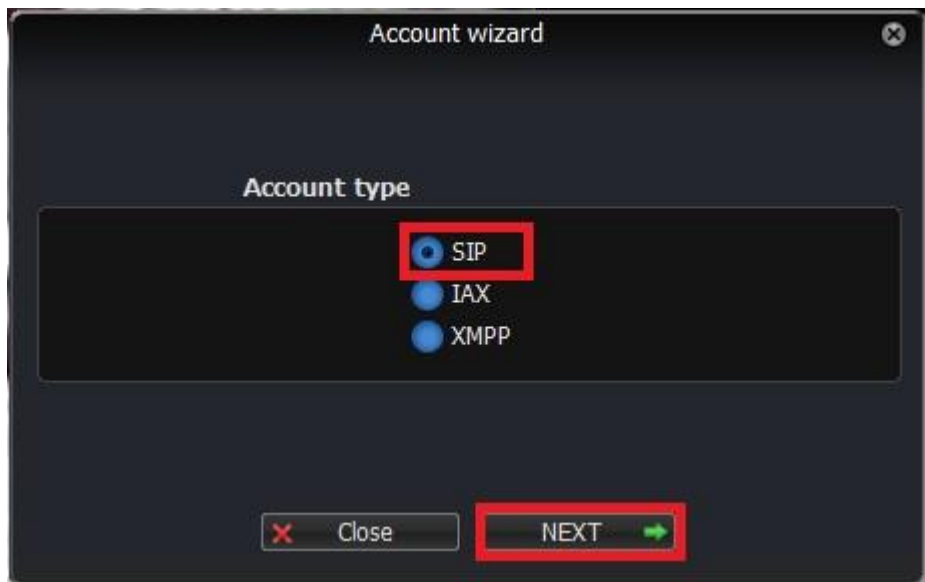 Account wizard
Account type
SIP
IAX
XMPP
Close
NEXT